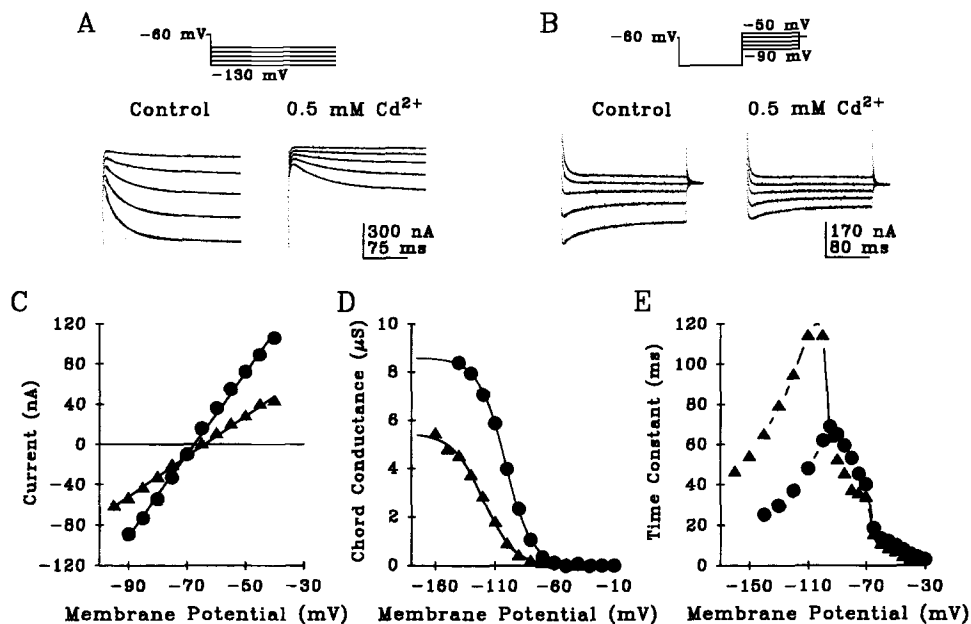 A
-60 mV
-130 mV
Control
0.5 mM Cd2+
300 nA
75 ms
B
-60 mV
-50 mV
-90 mV
Control
0.5 mM Cd2+
170 nA
80 ms
C
Current (nA)
120
80
40
0
-40
-80
-120
-90
-70
-50
-30
Membrane Potential (mV)
D
Chord Conductance (μS)
10
8
6
4
2
0
-180
-110
-50
-10
Membrane Potential (mV)
E
Time Constant (ms)
120
100
80
60
40
20
0
-150
-110
-70
-30
Membrane Potential (mV)